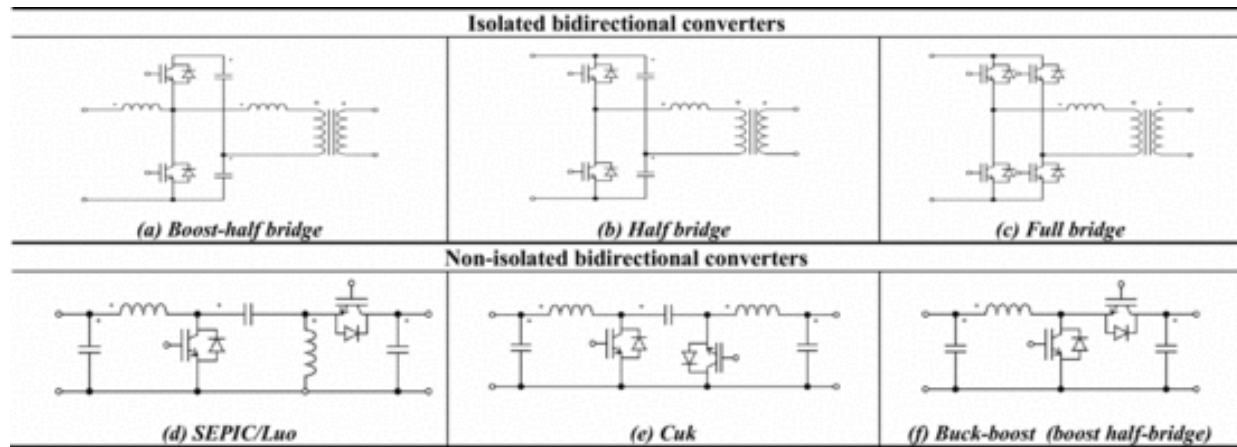 Isolated bidirectional converters
(a) Boost-half bridge
(b) Half bridge
(c) Full bridge
Non-isolated bidirectional converters
(d) SEPIC/Luo
(e) Cuk
(f) Buck-boost (boost half-bridge)